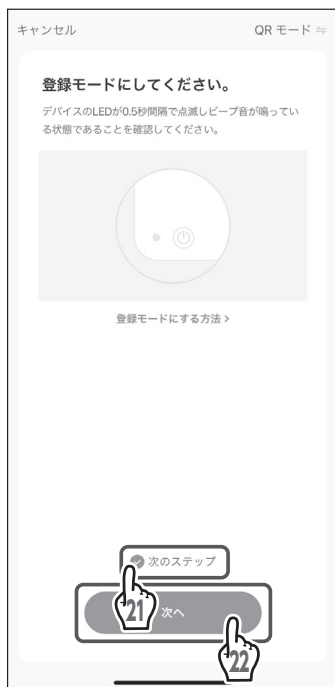 キャンセル
QR モード ⇋
登録モードにしてください。
デバイスのLEDが0.5秒間隔で点滅しビープ音が鳴ってい
る状態であることを確認してください。
登録モードにする方法 >
次のステップ
21
次へ
22